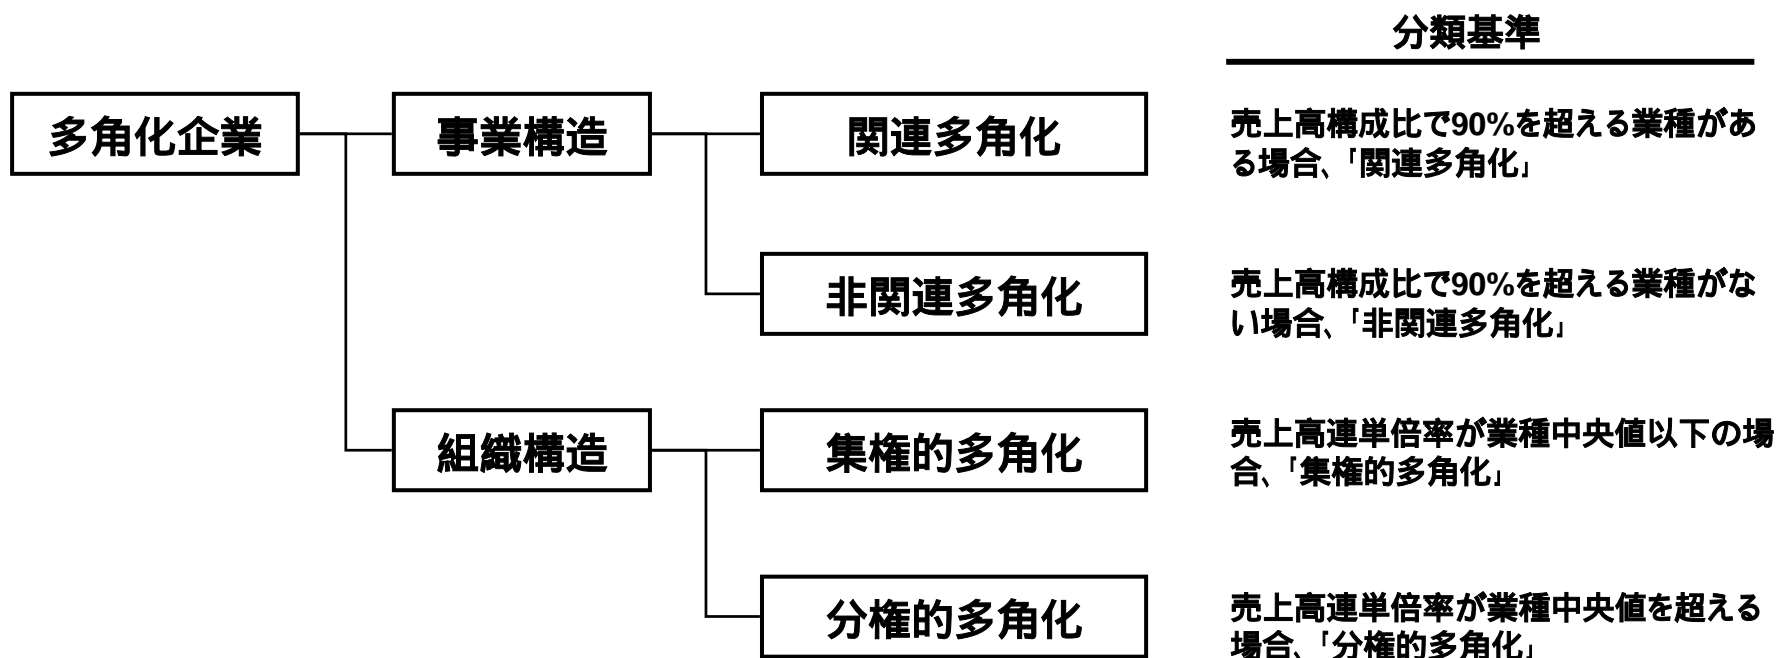 分類基準
多角化企業
事業構造
関連多角化
売上高構成比で90%を超える業種があ
る場合、「関連多角化」
非関連多角化
売上高構成比で90%を超える業種がな
い場合、「非関連多角化」
組織構造
集権的多角化
売上高連単倍率が業種中央値以下の場
合、「集権的多角化」
分権的多角化
売上高連単倍率が業種中央値を超える
場合、「分権的多角化」